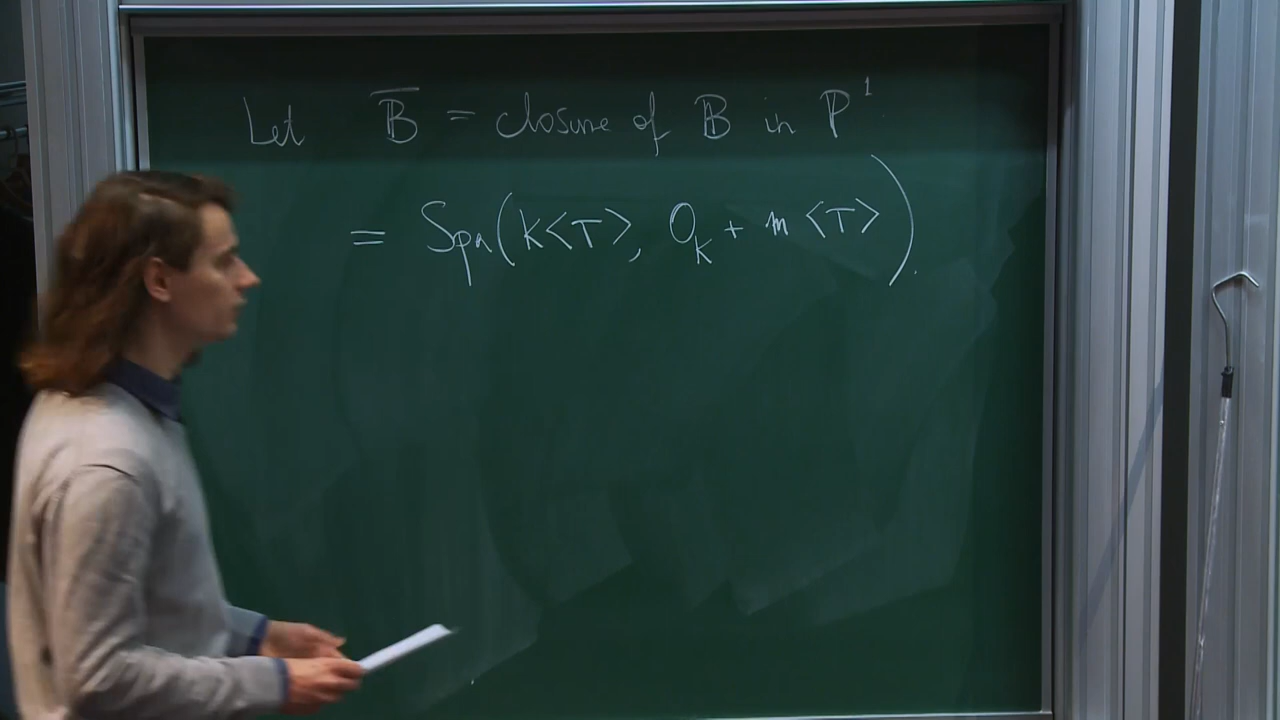 Let 𝔹̅ = closure of 𝔹 in ℙ¹.
= Spa(K<T>, O_K + m<T>).